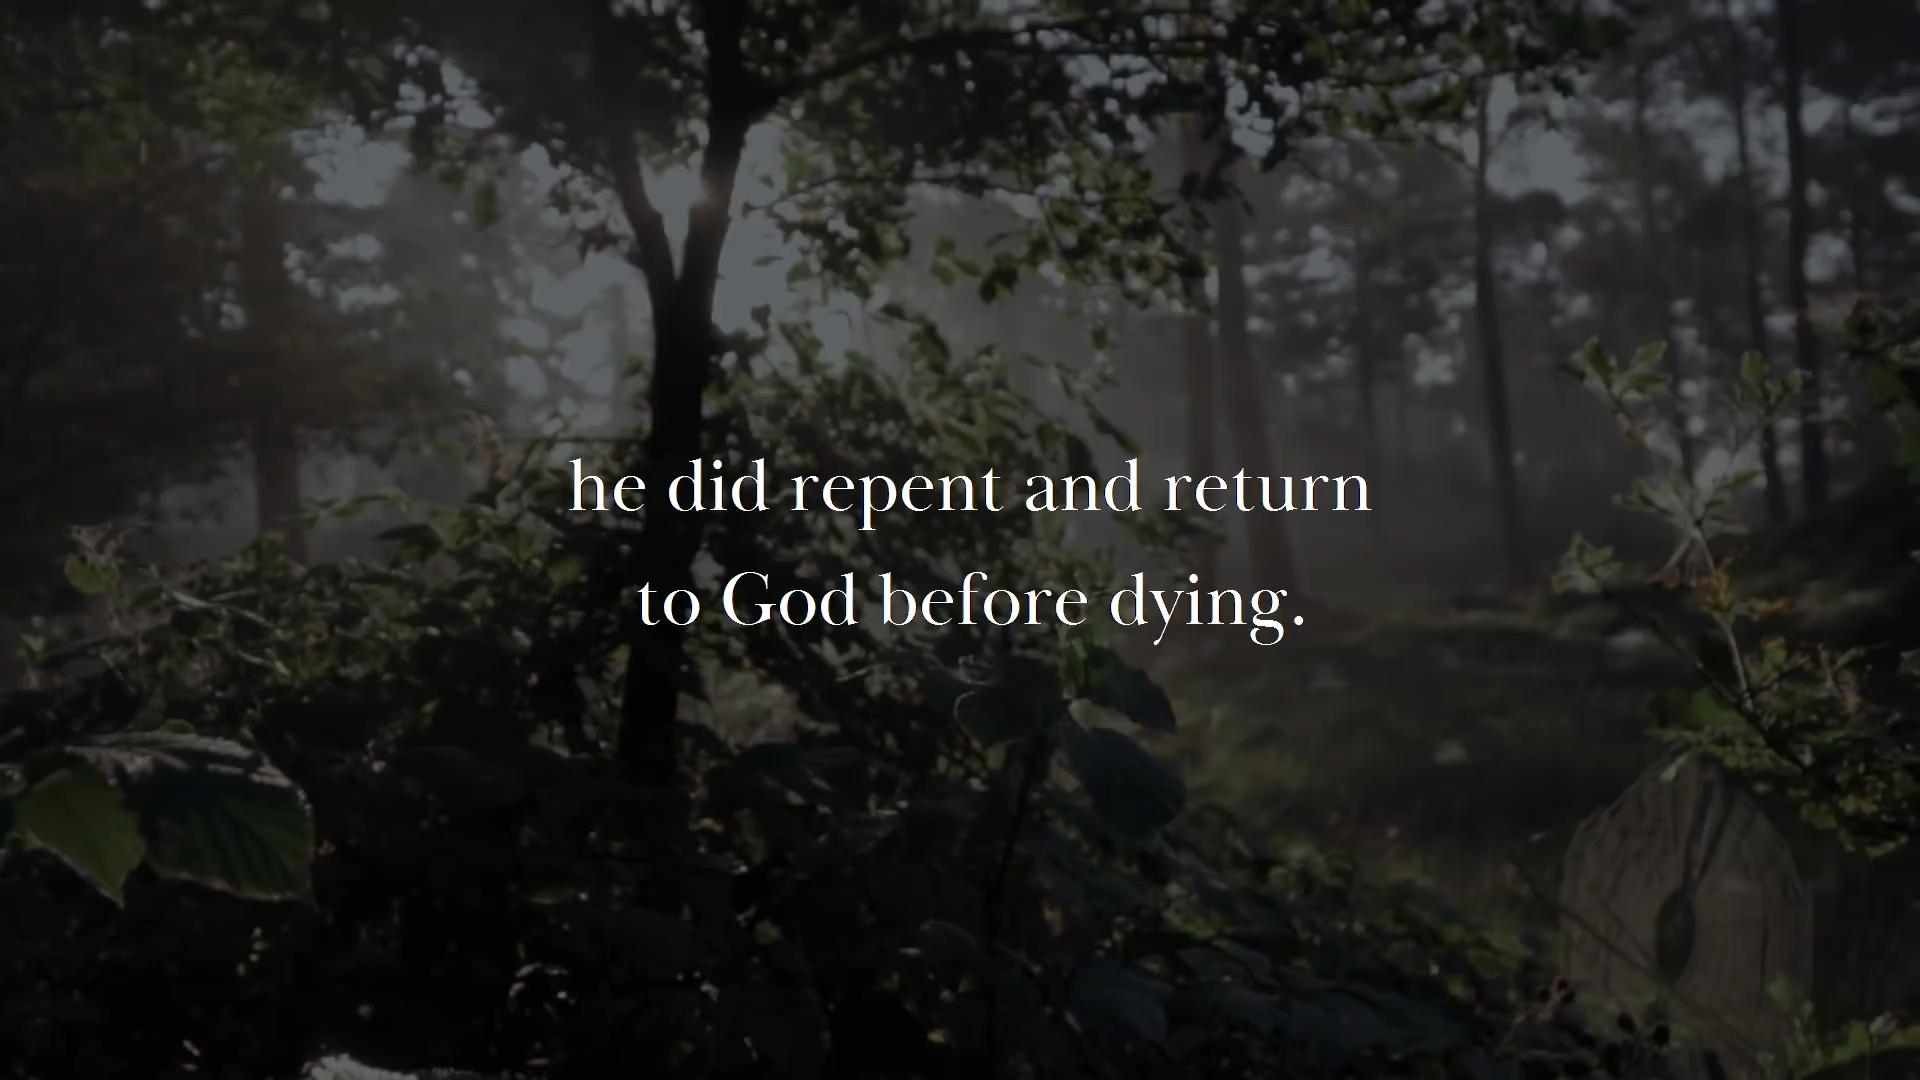 he did repent and return
to God before dying.